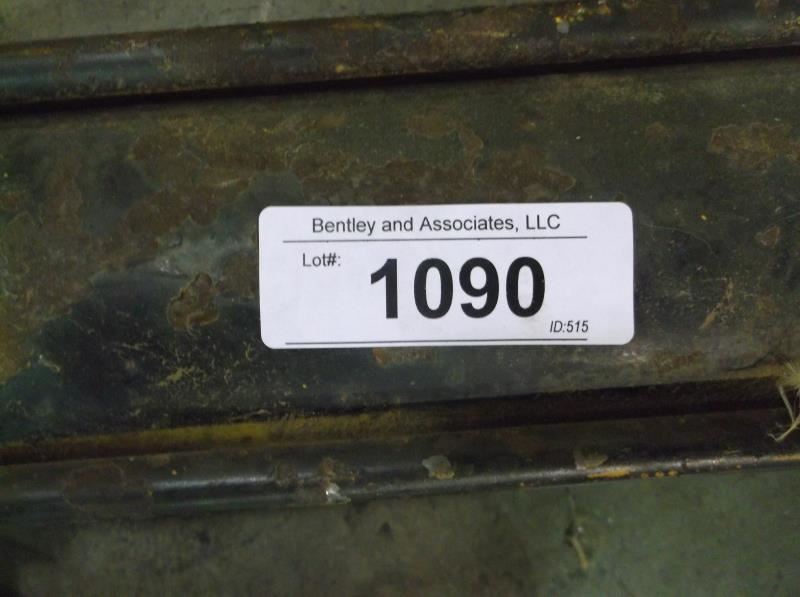 Bentley and Associates, LLC
Lot#:
1090
ID:515